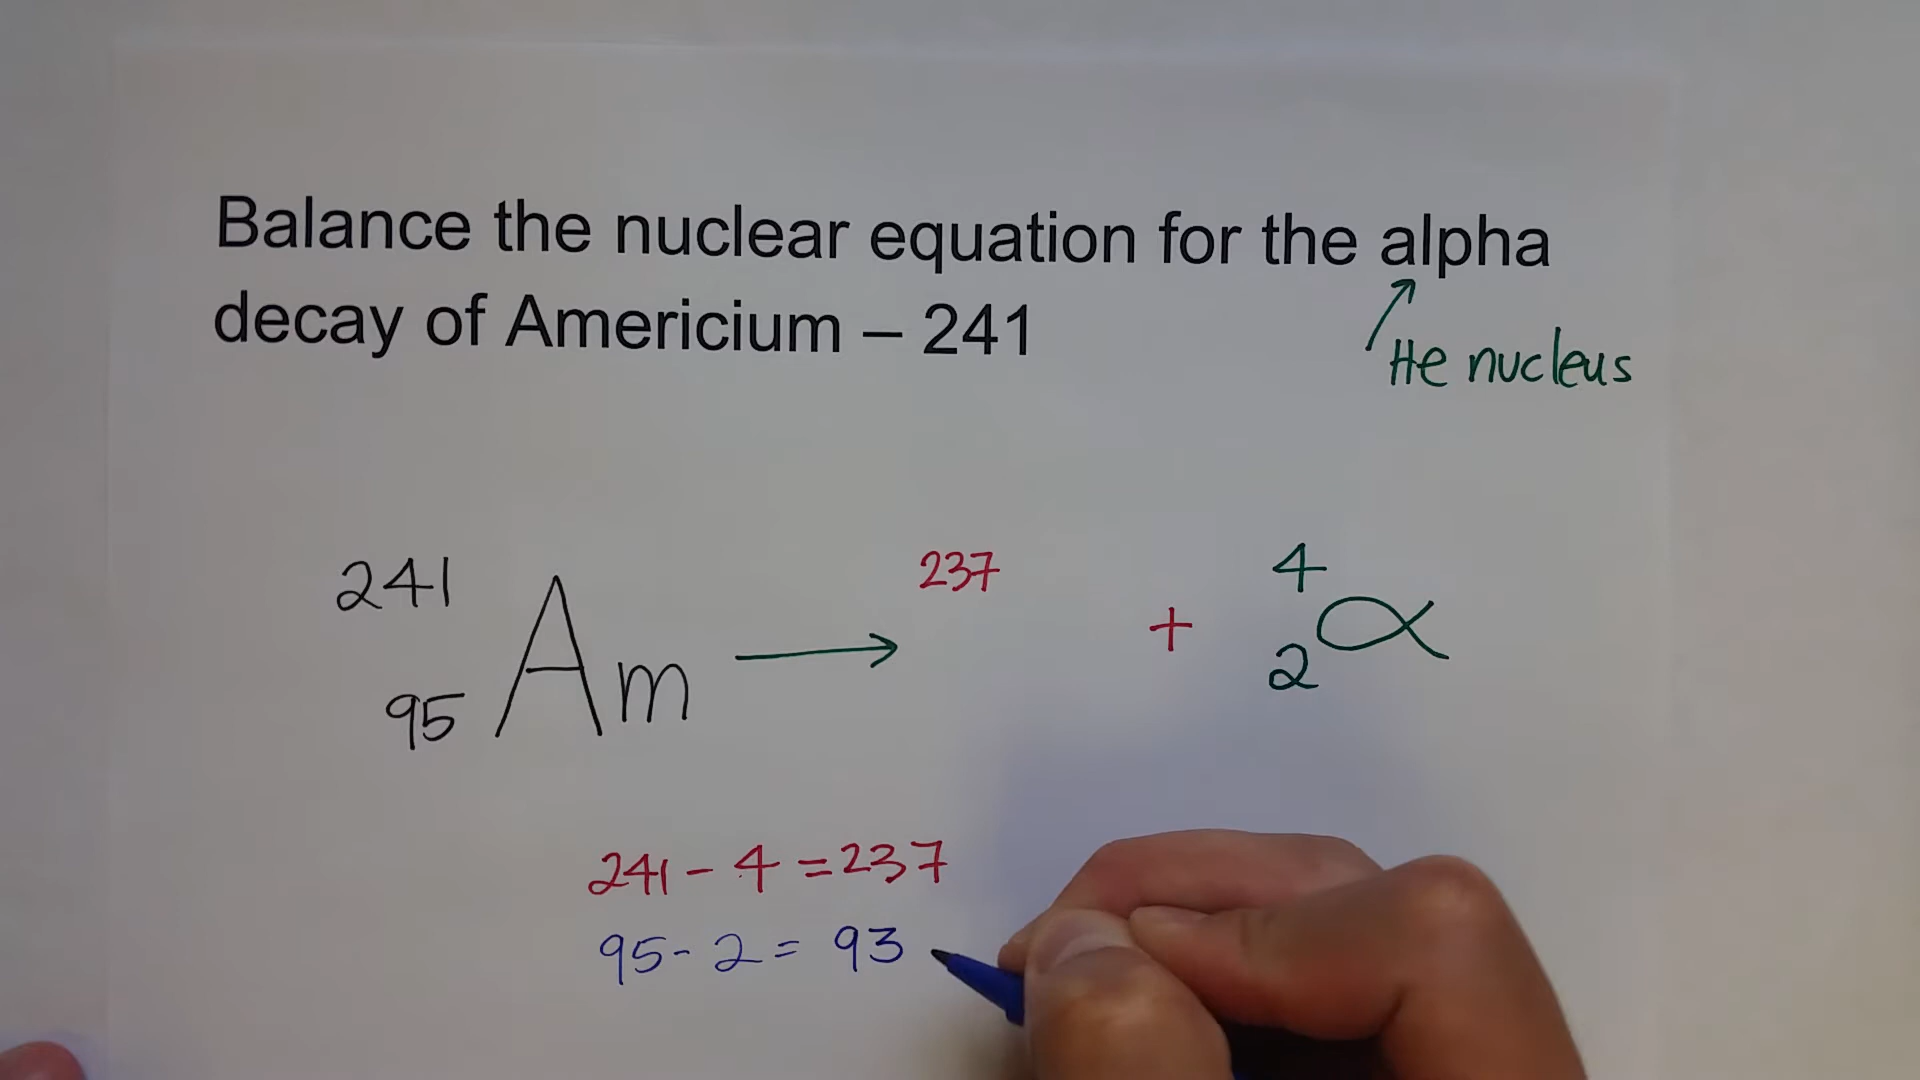 Balance the nuclear equation for the alpha
decay of Americium – 241
He nucleus
241
95 Am → 237 + 4 2 α
241 - 4 = 237
95 - 2 = 93